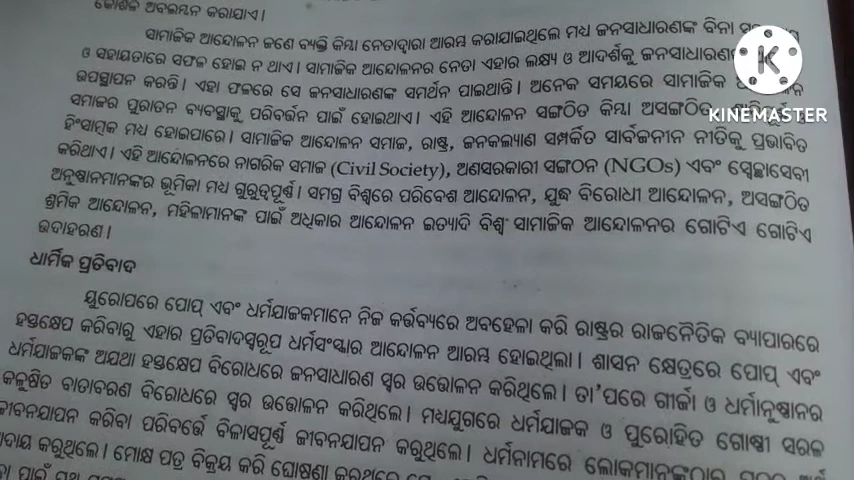 କୌଶଳ ଅବଲମ୍ବନ କରାଯାଏ ।
ସାମାଜିକ ଆନ୍ଦୋଳନ ଜଣେ ବ୍ୟକ୍ତି କିମ୍ବା ନେତାଦ୍ୱାରା ଆରମ୍ଭ କରାଯାଇଥିଲେ ମଧ୍ୟ ଜନସାଧାରଣଙ୍କ ବିନା
ଓ ସହାୟତାରେ ସଫଳ ହୋଇ ନ ଥାଏ । ସାମାଜିକ ଆନ୍ଦୋଳନର ନେତା ଏହାର ଲକ୍ଷ୍ୟ ଓ ଆଦର୍ଶକୁ
KINEMASTER
ଉପସ୍ଥାପନ କରନ୍ତି । ଏହା ଫଳରେ ସେ ଜନସାଧାରଣଙ୍କ ସମର୍ଥନ ପାଇଥାନ୍ତି । ଅନେକ ସମୟରେ ସାମାଜିକ
ସମାଜର ପୁରାତନ ବ୍ୟବସ୍ଥାକୁ ପରିବର୍ତ୍ତନ ପାଇଁ ହୋଇଥାଏ । ଏହି ଆନ୍ଦୋଳନ ସଙ୍ଗଠିତ କିମ୍ବା ଅସଙ୍ଗଠିତ
ହିଂସାତ୍ମକ ମଧ୍ୟ ହୋଇପାରେ । ସାମାଜିକ ଆନ୍ଦୋଳନ ସମାଜ, ରାଷ୍ଟ୍ର, ଜନକଲ୍ୟାଣ ସମ୍ପର୍କିତ ସାର୍ବଜନୀନ ନୀତିକୁ ପ୍ରଭାବିତ
କରିଥାଏ । ଏହି ଆନ୍ଦୋଳନରେ ନାଗରିକ ସମାଜ (Civil Society), ଅଣସରକାରୀ ସଙ୍ଗଠନ (NGOs) ଏବଂ ସ୍ୱେଚ୍ଛାସେବୀ
ଅନୁଷ୍ଠାନମାନଙ୍କର ଭୂମିକା ମଧ୍ୟ ଗୁରୁତ୍ୱପୂର୍ଣ୍ଣ । ସମଗ୍ର ବିଶ୍ୱରେ ପରିବେଶ ଆନ୍ଦୋଳନ, ଯୁଦ୍ଧ ବିରୋଧୀ ଆନ୍ଦୋଳନ, ଅସଙ୍ଗଠିତ
ଶ୍ରମିକ ଆନ୍ଦୋଳନ, ମହିଳାମାନଙ୍କ ପାଇଁ ଅଧିକାର ଆନ୍ଦୋଳନ ଇତ୍ୟାଦି ବିଶ୍ୱ ସାମାଜିକ ଆନ୍ଦୋଳନର ଗୋଟିଏ ଗୋଟିଏ
ଉଦାହରଣ ।
ଧାର୍ମିକ ପ୍ରତିବାଦ
ୟୁରୋପରେ ପୋପ୍ ଏବଂ ଧର୍ମଯାଜକମାନେ ନିଜ କର୍ତ୍ତବ୍ୟରେ ଅବହେଳା କରି ରାଷ୍ଟ୍ରର ରାଜନୈତିକ ବ୍ୟାପାରରେ
ହସ୍ତକ୍ଷେପ କରିବାରୁ ଏହାର ପ୍ରତିବାଦସ୍ୱରୂପ ଧର୍ମସଂସ୍କାର ଆନ୍ଦୋଳନ ଆରମ୍ଭ ହୋଇଥିଲା । ଶାସନ କ୍ଷେତ୍ରରେ ପୋପ୍ ଏବଂ
ଧର୍ମଯାଜକଙ୍କ ଅଯଥା ହସ୍ତକ୍ଷେପ ବିରୋଧରେ ଜନସାଧାରଣ ସ୍ୱର ଉତ୍ତୋଳନ କରିଥିଲେ । ତା'ପରେ ଗୀର୍ଜା ଓ ଧର୍ମାନୁଷ୍ଠାନର
କଳୁଷିତ ବାତାବରଣ ବିରୋଧରେ ସ୍ୱର ଉତ୍ତୋଳନ କରିଥିଲେ । ମଧ୍ୟଯୁଗରେ ଧର୍ମଯାଜକ ଓ ପୁରୋହିତ ଗୋଷ୍ଠୀ ସରଳ
ଜୀବନଯାପନ କରିବା ପରିବର୍ତ୍ତେ ବିଳାସପୂର୍ଣ୍ଣ ଜୀବନଯାପନ କରୁଥିଲେ । ଧର୍ମନାମରେ ଲୋକମାନଙ୍କଠାରୁ
କରୁଥିଲେ । ମୋକ୍ଷ ପତ୍ର ବିକ୍ରୟ କରି ଘୋଷଣା କରୁଥିଲେ